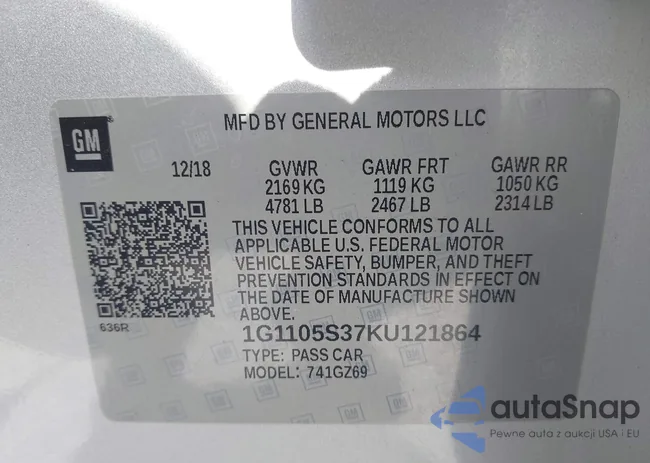 GM
MFD BY GENERAL MOTORS LLC
12/18 GVWR GAWR FRT GAWR RR
2169 KG 1119 KG 1050 KG
4781 LB 2467 LB 2314 LB
THIS VEHICLE CONFORMS TO ALL
APPLICABLE U.S. FEDERAL MOTOR
VEHICLE SAFETY, BUMPER, AND THEFT
PREVENTION STANDARDS IN EFFECT ON
THE DATE OF MANUFACTURE SHOWN
ABOVE.
636R
1G1105S37KU121864
TYPE: PASS CAR
MODEL: 741GZ69
autaSnap
Pewne auta z aukcji USA i EU